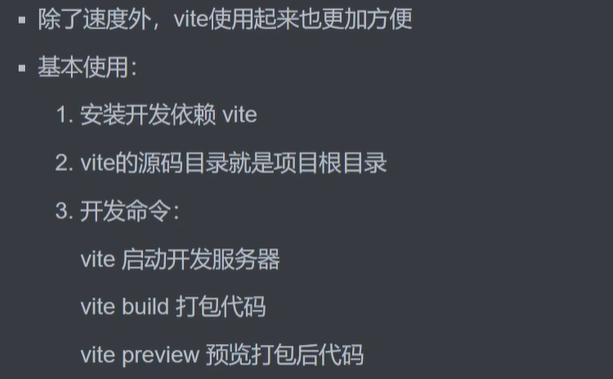 ▪ 除了速度外，vite使用起来也更加方便
▪ 基本使用：
1. 安装开发依赖 vite
2. vite的源码目录就是项目根目录
3. 开发命令：
vite 启动开发服务器
vite build 打包代码
vite preview 预览打包后代码